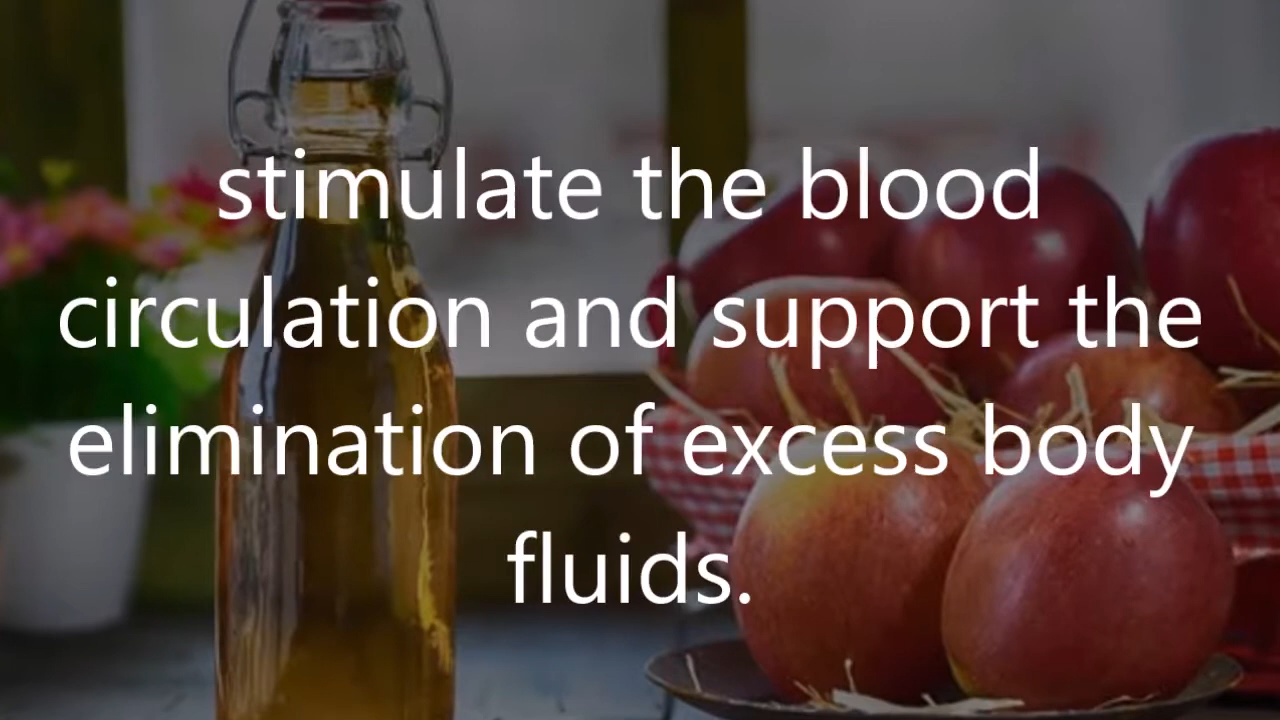 stimulate the blood
circulation and support the
elimination of excess body
fluids.